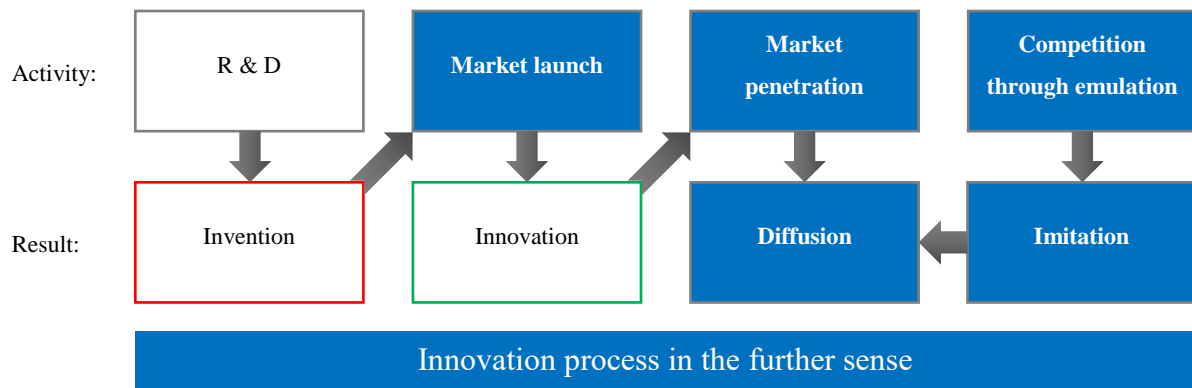 Activity:
R & D
Market launch
Market
penetration
Competition
through emulation
Result:
Invention
Innovation
Diffusion
Imitation
Innovation process in the further sense